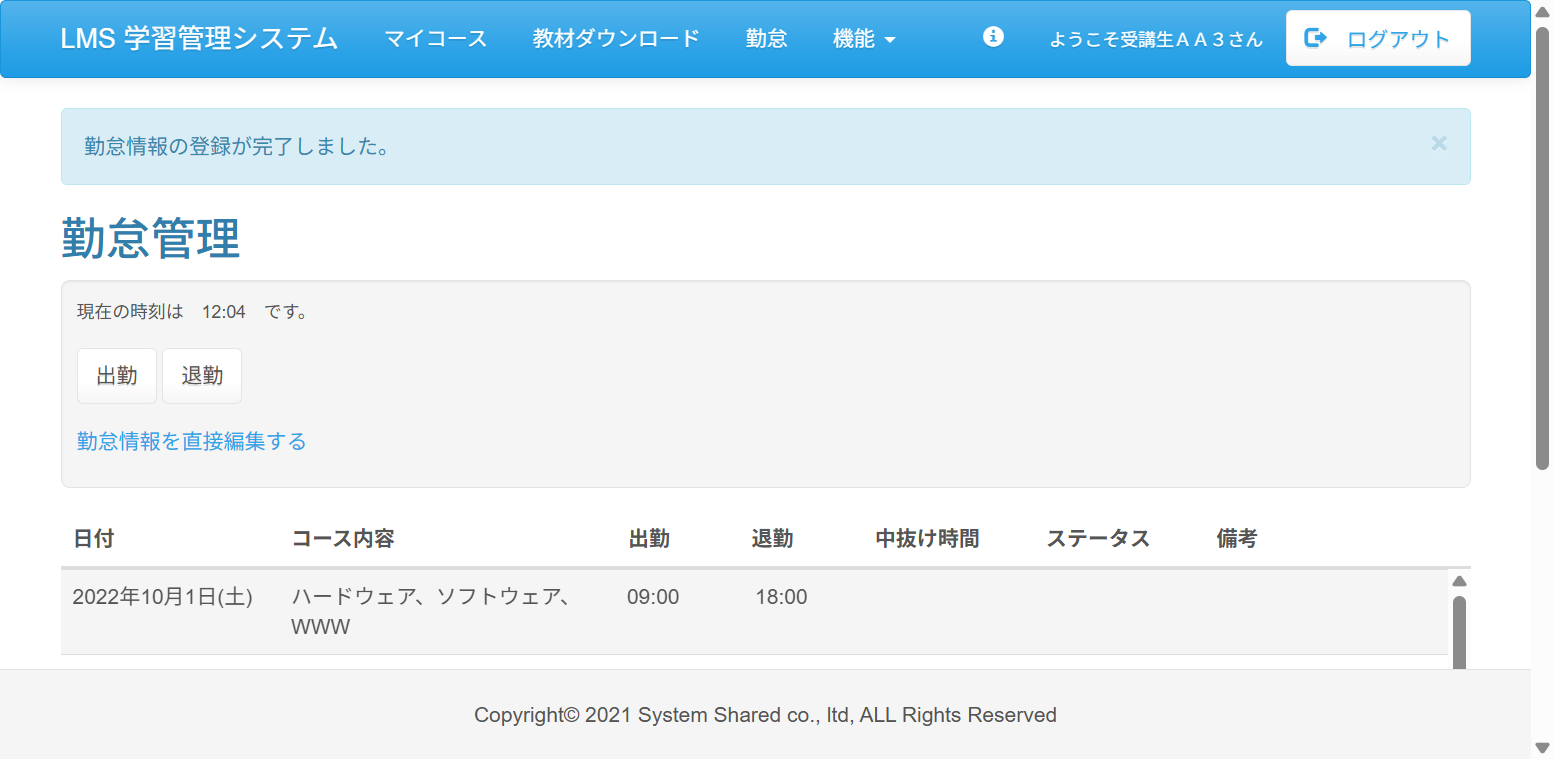 LMS 学習管理システム マイコース 教材ダウンロード 勤怠 機能 ようこそ受講生ＡＡ３さん ログアウト
勤怠情報の登録が完了しました。 ×
勤怠管理
現在の時刻は 12:04 です。
出勤 退勤
勤怠情報を直接編集する
日付 コース内容 出勤 退勤 中抜け時間 ステータス 備考
2022年10月1日(土) ハードウェア、ソフトウェア、 09:00 18:00
WWW
Copyright© 2021 System Shared co., ltd, ALL Rights Reserved